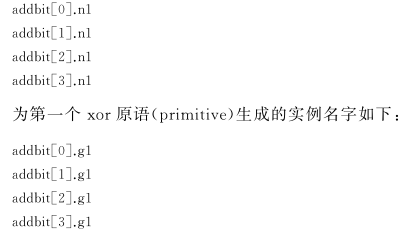 addbit[0].n1
addbit[1].n1
addbit[2].n1
addbit[3].n1
为第一个 xor 原语(primitive)生成的实例名字如下：
addbit[0].g1
addbit[1].g1
addbit[2].g1
addbit[3].g1